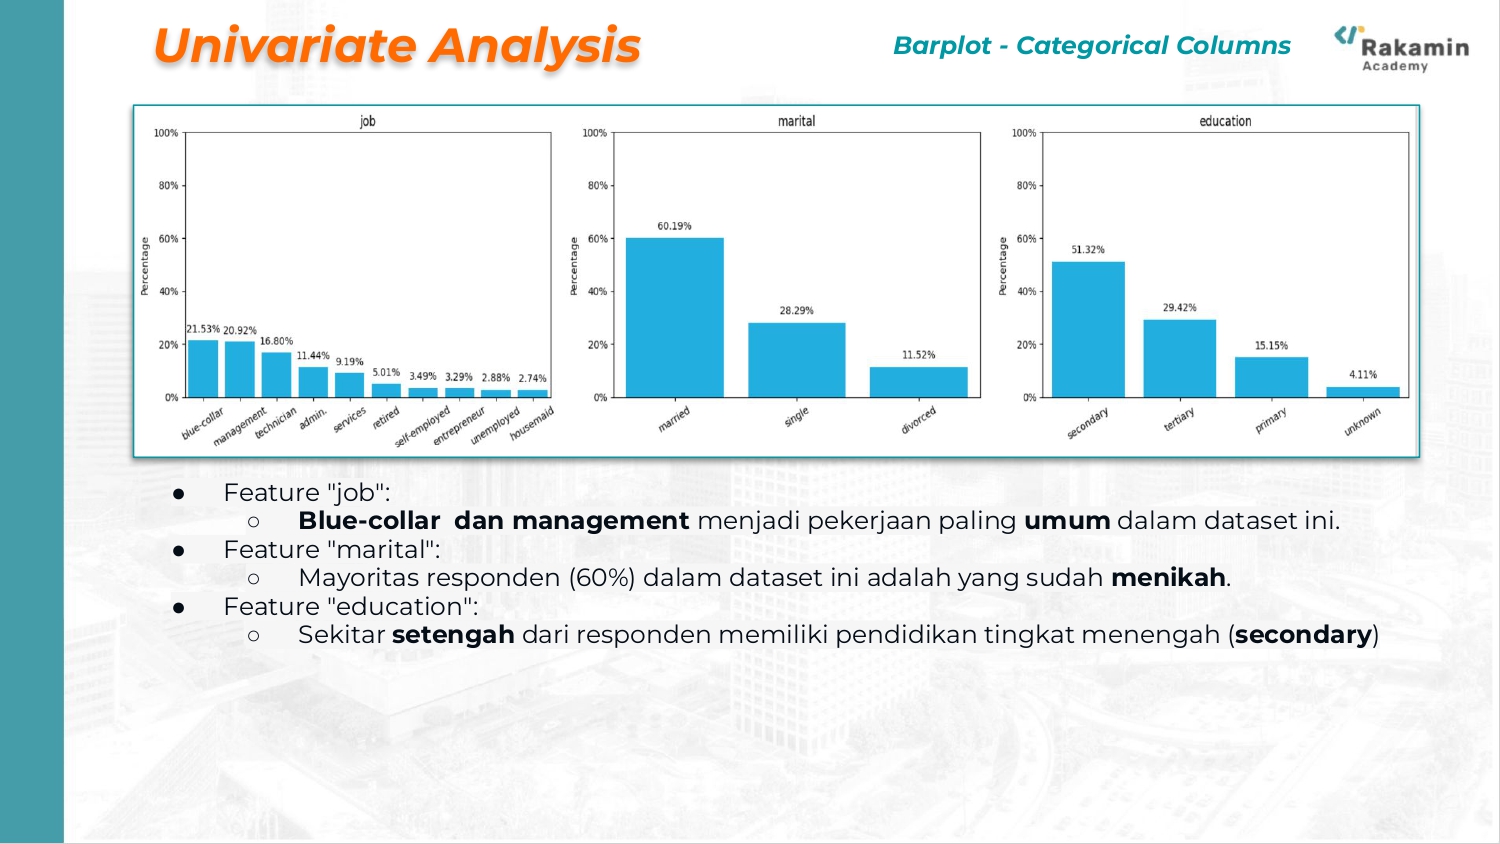 Univariate Analysis
Barplot - Categorical Columns
Rakamin
Academy
job
100%
80%
60%
40%
20%
0%
Percentage
21.53% 20.92% 16.80% 11.44% 9.19% 5.01% 3.49% 3.29% 2.88% 2.74%
blue-collar management technician admin. services retired self-employed entrepreneur unemployed housemaid
marital
100%
80%
60%
40%
20%
0%
Percentage
60.19% 28.29% 11.52%
married single divorced
education
100%
80%
60%
40%
20%
0%
Percentage
51.32% 29.42% 15.15% 4.11%
secondary tertiary primary unknown
● Feature "job":
○ Blue-collar  dan management menjadi pekerjaan paling umum dalam dataset ini.
● Feature "marital":
○ Mayoritas responden (60%) dalam dataset ini adalah yang sudah menikah.
● Feature "education":
○ Sekitar setengah dari responden memiliki pendidikan tingkat menengah (secondary)